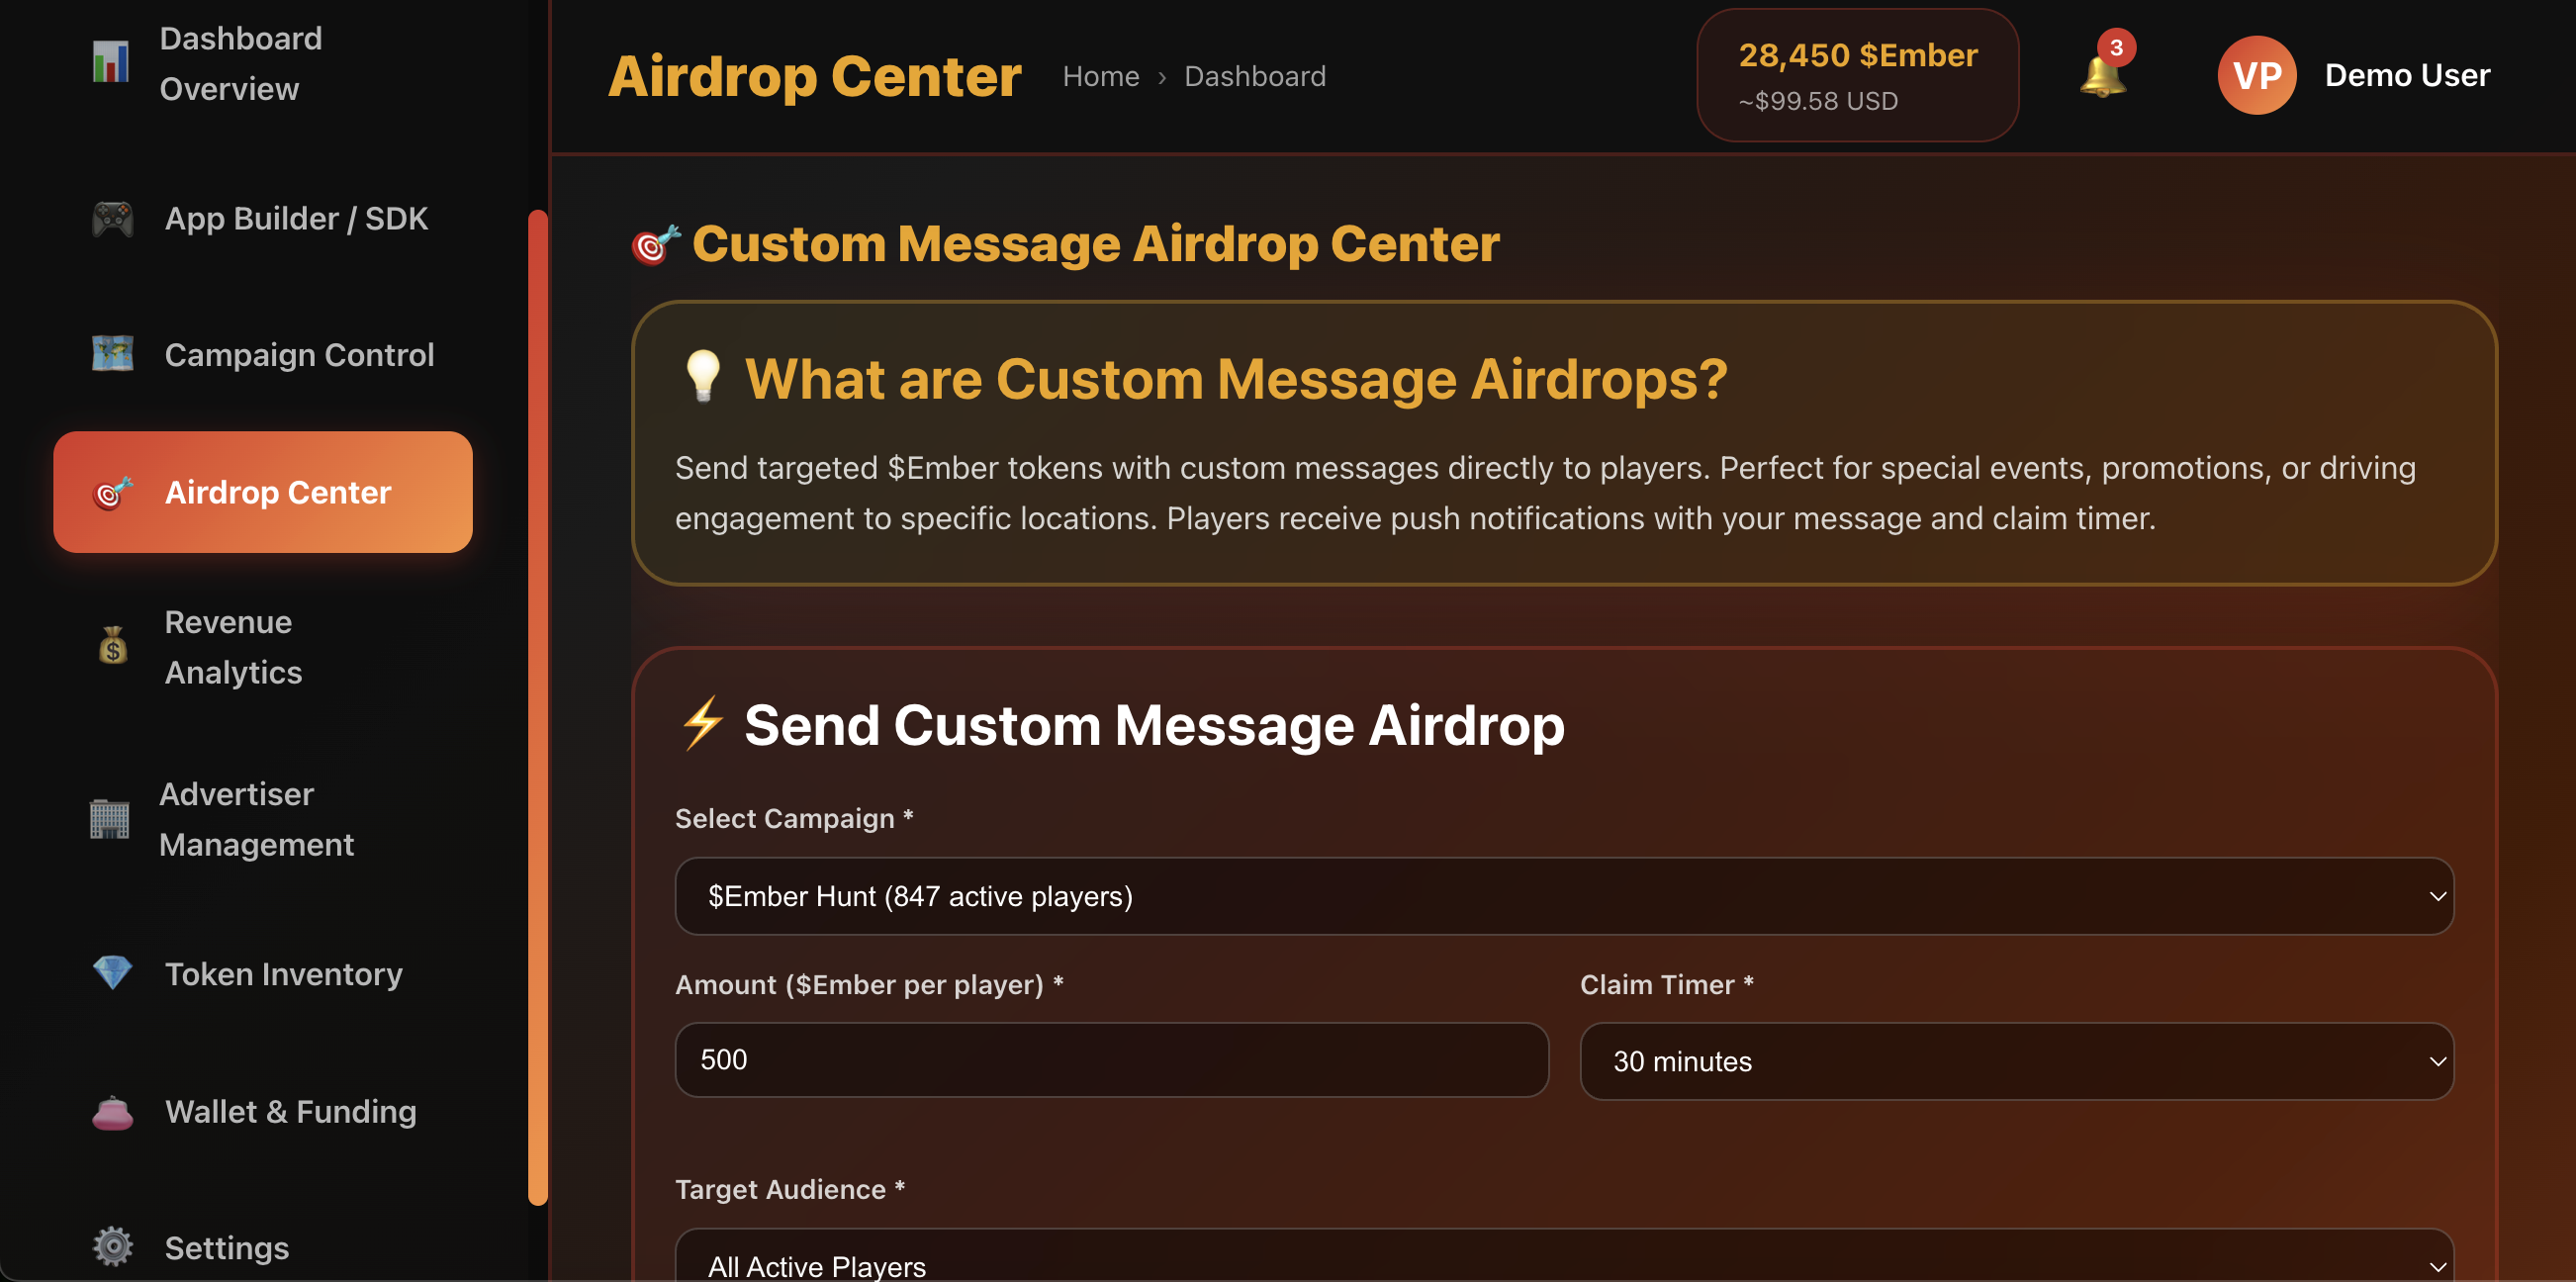 Dashboard
Overview
App Builder / SDK
Campaign Control
Airdrop Center
Revenue
Analytics
Advertiser
Management
Token Inventory
Wallet & Funding
Settings
Airdrop Center
Home › Dashboard
28,450 $Ember
~$99.58 USD
3
VP
Demo User
Custom Message Airdrop Center
What are Custom Message Airdrops?
Send targeted $Ember tokens with custom messages directly to players. Perfect for special events, promotions, or driving
engagement to specific locations. Players receive push notifications with your message and claim timer.
Send Custom Message Airdrop
Select Campaign *
$Ember Hunt (847 active players)
Amount ($Ember per player) *
Claim Timer *
500
30 minutes
Target Audience *
All Active Players